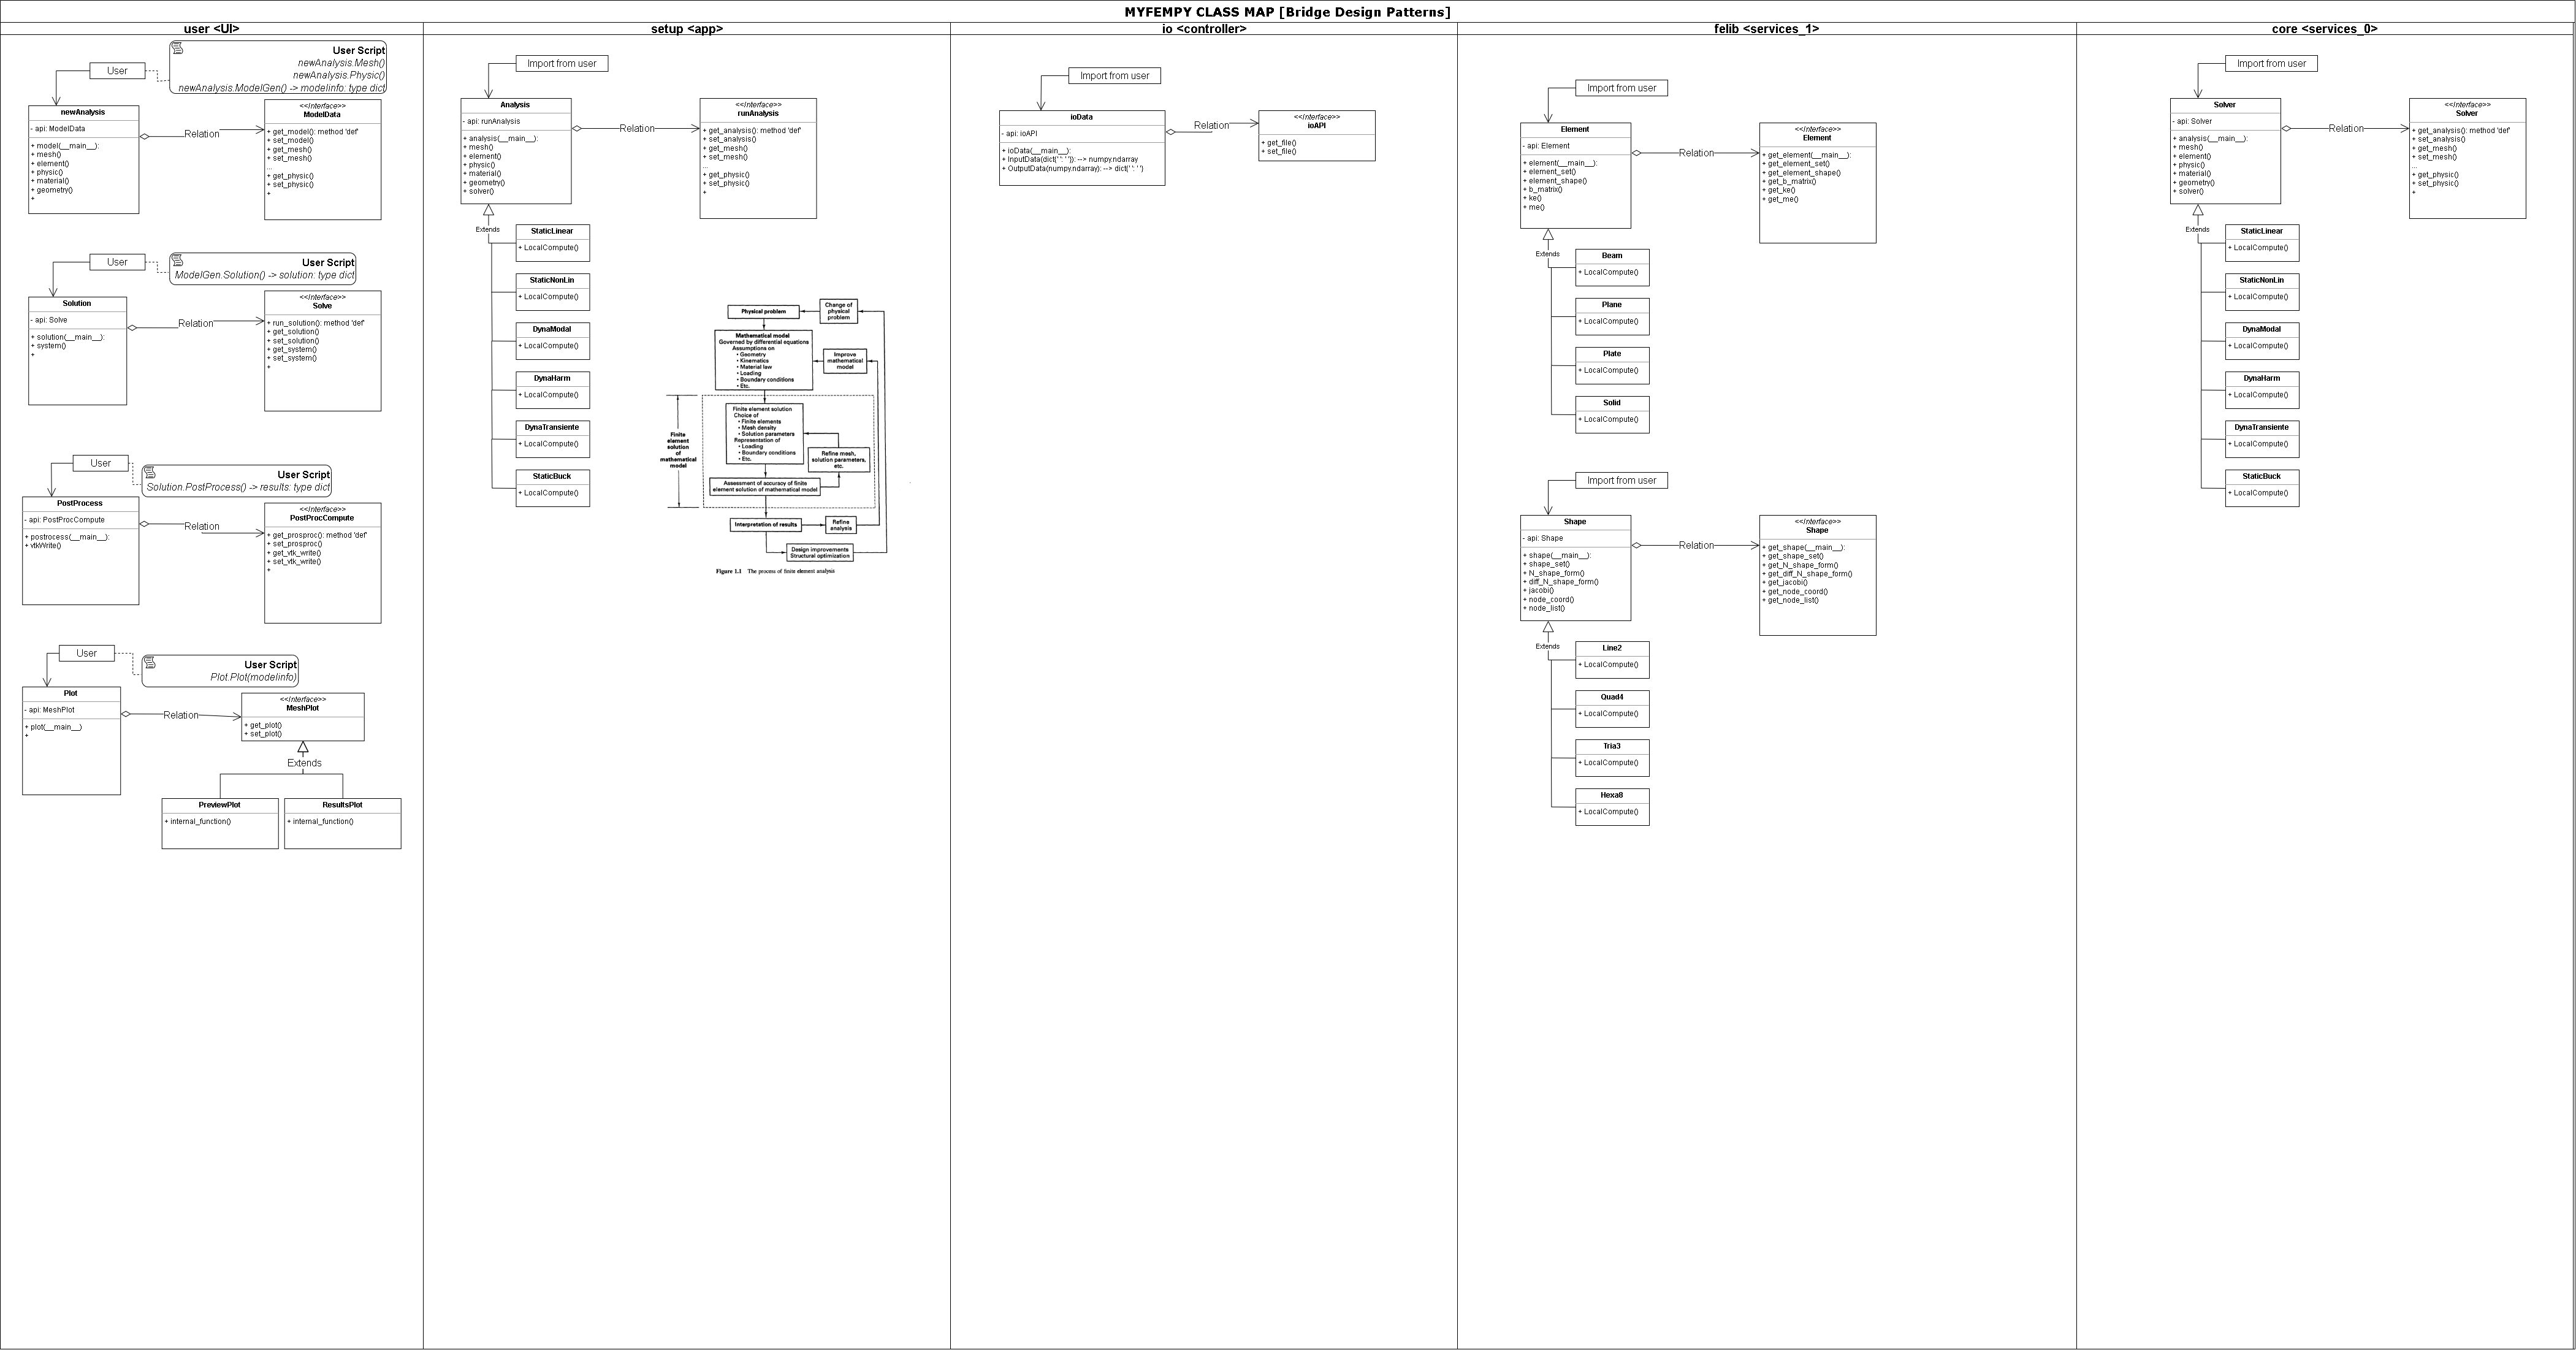 MYFEMPY CLASS MAP [Bridge Design Patterns]
user <UI>
User
User Script
newAnalysis.Mesh()
newAnalysis.Physic()
newAnalysis.ModelGen() -> modelinfo: type dict
newAnalysis
- api: ModelData
+ model(__main__):
+ mesh()
+ element()
+ physic()
+ material()
+ geometry()
+
Relation
<<Interface>>
ModelData
+ get_model(): method 'def'
+ set_model()
+ get_mesh()
+ set_mesh()
...
+ get_physic()
+ set_physic()
+
User
User Script
ModelGen.Solution() -> solution: type dict
Solution
- api: Solve
+ solution(__main__):
+ system()
+
Relation
<<Interface>>
Solve
+ run_solution(): method 'def'
+ get_solution()
+ set_solution()
+ get_system()
+ set_system()
+
User
User Script
Solution.PostProcess() -> results: type dict
PostProcess
- api: PostProcCompute
+ postrocess(__main__):
+ vtkWrite()
Relation
<<Interface>>
PostProcCompute
+ get_prosproc(): method 'def'
+ set_prosproc()
+ get_vtk_write()
+ set_vtk_write()
+
User
User Script
Plot.Plot(modelinfo)
Plot
- api: MeshPlot
+ plot(__main__)
+
Relation
<<Interface>>
MeshPlot
+ get_plot()
+ set_plot()
Extends
PreviewPlot
+ internal_function()
ResultsPlot
+ internal_function()
setup <app>
Import from user
Analysis
- api: runAnalysis
+ analysis(__main__):
+ mesh()
+ element()
+ physic()
+ material()
+ geometry()
+ solver()
Relation
<<Interface>>
runAnalysis
+ get_analysis(): method 'def'
+ set_analysis()
+ get_mesh()
+ set_mesh()
...
+ get_physic()
+ set_physic()
+
Extends
StaticLinear
+ LocalCompute()
StaticNonLin
+ LocalCompute()
DynaModal
+ LocalCompute()
DynaHarm
+ LocalCompute()
DynaTransiente
+ LocalCompute()
StaticBuck
+ LocalCompute()
Physical problem
Change of
physical
problem
Mathematical model
Governed by differential equations
Assumptions on
• Geometry
• Kinematics
• Material law
• Loading
• Boundary conditions
• Etc.
Improve
mathematical
model
Finite
element
solution
of
mathematical
model
Finite element solution
Choice of
• Finite elements
• Mesh density
• Solution parameters
Representation of
• Loading
• Boundary conditions
• Etc.
Refine mesh,
solution parameters,
etc.
Assessment of accuracy of finite
element solution of mathematical model
Interpretation of results
Refine
analysis
Design improvements
Structural optimization
Figure 1.1 The process of finite element analysis
io <controller>
Import from user
ioData
- api: ioAPI
+ ioData(__main__):
+ InputData(dict(' ': ' ')): --> numpy.ndarray
+ OutputData(numpy.ndarray): --> dict(' ': ' ')
Relation
<<Interface>>
ioAPI
+ get_file()
+ set_file()
felib <services_1>
Import from user
Element
- api: Element
+ element(__main__):
+ element_set()
+ element_shape()
+ b_matrix()
+ ke()
+ me()
Relation
<<Interface>>
Element
+ get_element(__main__):
+ get_element_set()
+ get_element_shape()
+ get_b_matrix()
+ get_ke()
+ get_me()
Extends
Beam
+ LocalCompute()
Plane
+ LocalCompute()
Plate
+ LocalCompute()
Solid
+ LocalCompute()
Import from user
Shape
- api: Shape
+ shape(__main__):
+ shape_set()
+ N_shape_form()
+ diff_N_shape_form()
+ jacobi()
+ node_coord()
+ node_list()
Relation
<<Interface>>
Shape
+ get_shape(__main__):
+ get_shape_set()
+ get_N_shape_form()
+ get_diff_N_shape_form()
+ get_jacobi()
+ get_node_coord()
+ get_node_list()
Extends
Line2
+ LocalCompute()
Quad4
+ LocalCompute()
Tria3
+ LocalCompute()
Hexa8
+ LocalCompute()
core <services_0>
Import from user
Solver
- api: Solver
+ analysis(__main__):
+ mesh()
+ element()
+ physic()
+ material()
+ geometry()
+ solver()
Relation
<<Interface>>
Solver
+ get_analysis(): method 'def'
+ set_analysis()
+ get_mesh()
+ set_mesh()
...
+ get_physic()
+ set_physic()
+
Extends
StaticLinear
+ LocalCompute()
StaticNonLin
+ LocalCompute()
DynaModal
+ LocalCompute()
DynaHarm
+ LocalCompute()
DynaTransiente
+ LocalCompute()
StaticBuck
+ LocalCompute()